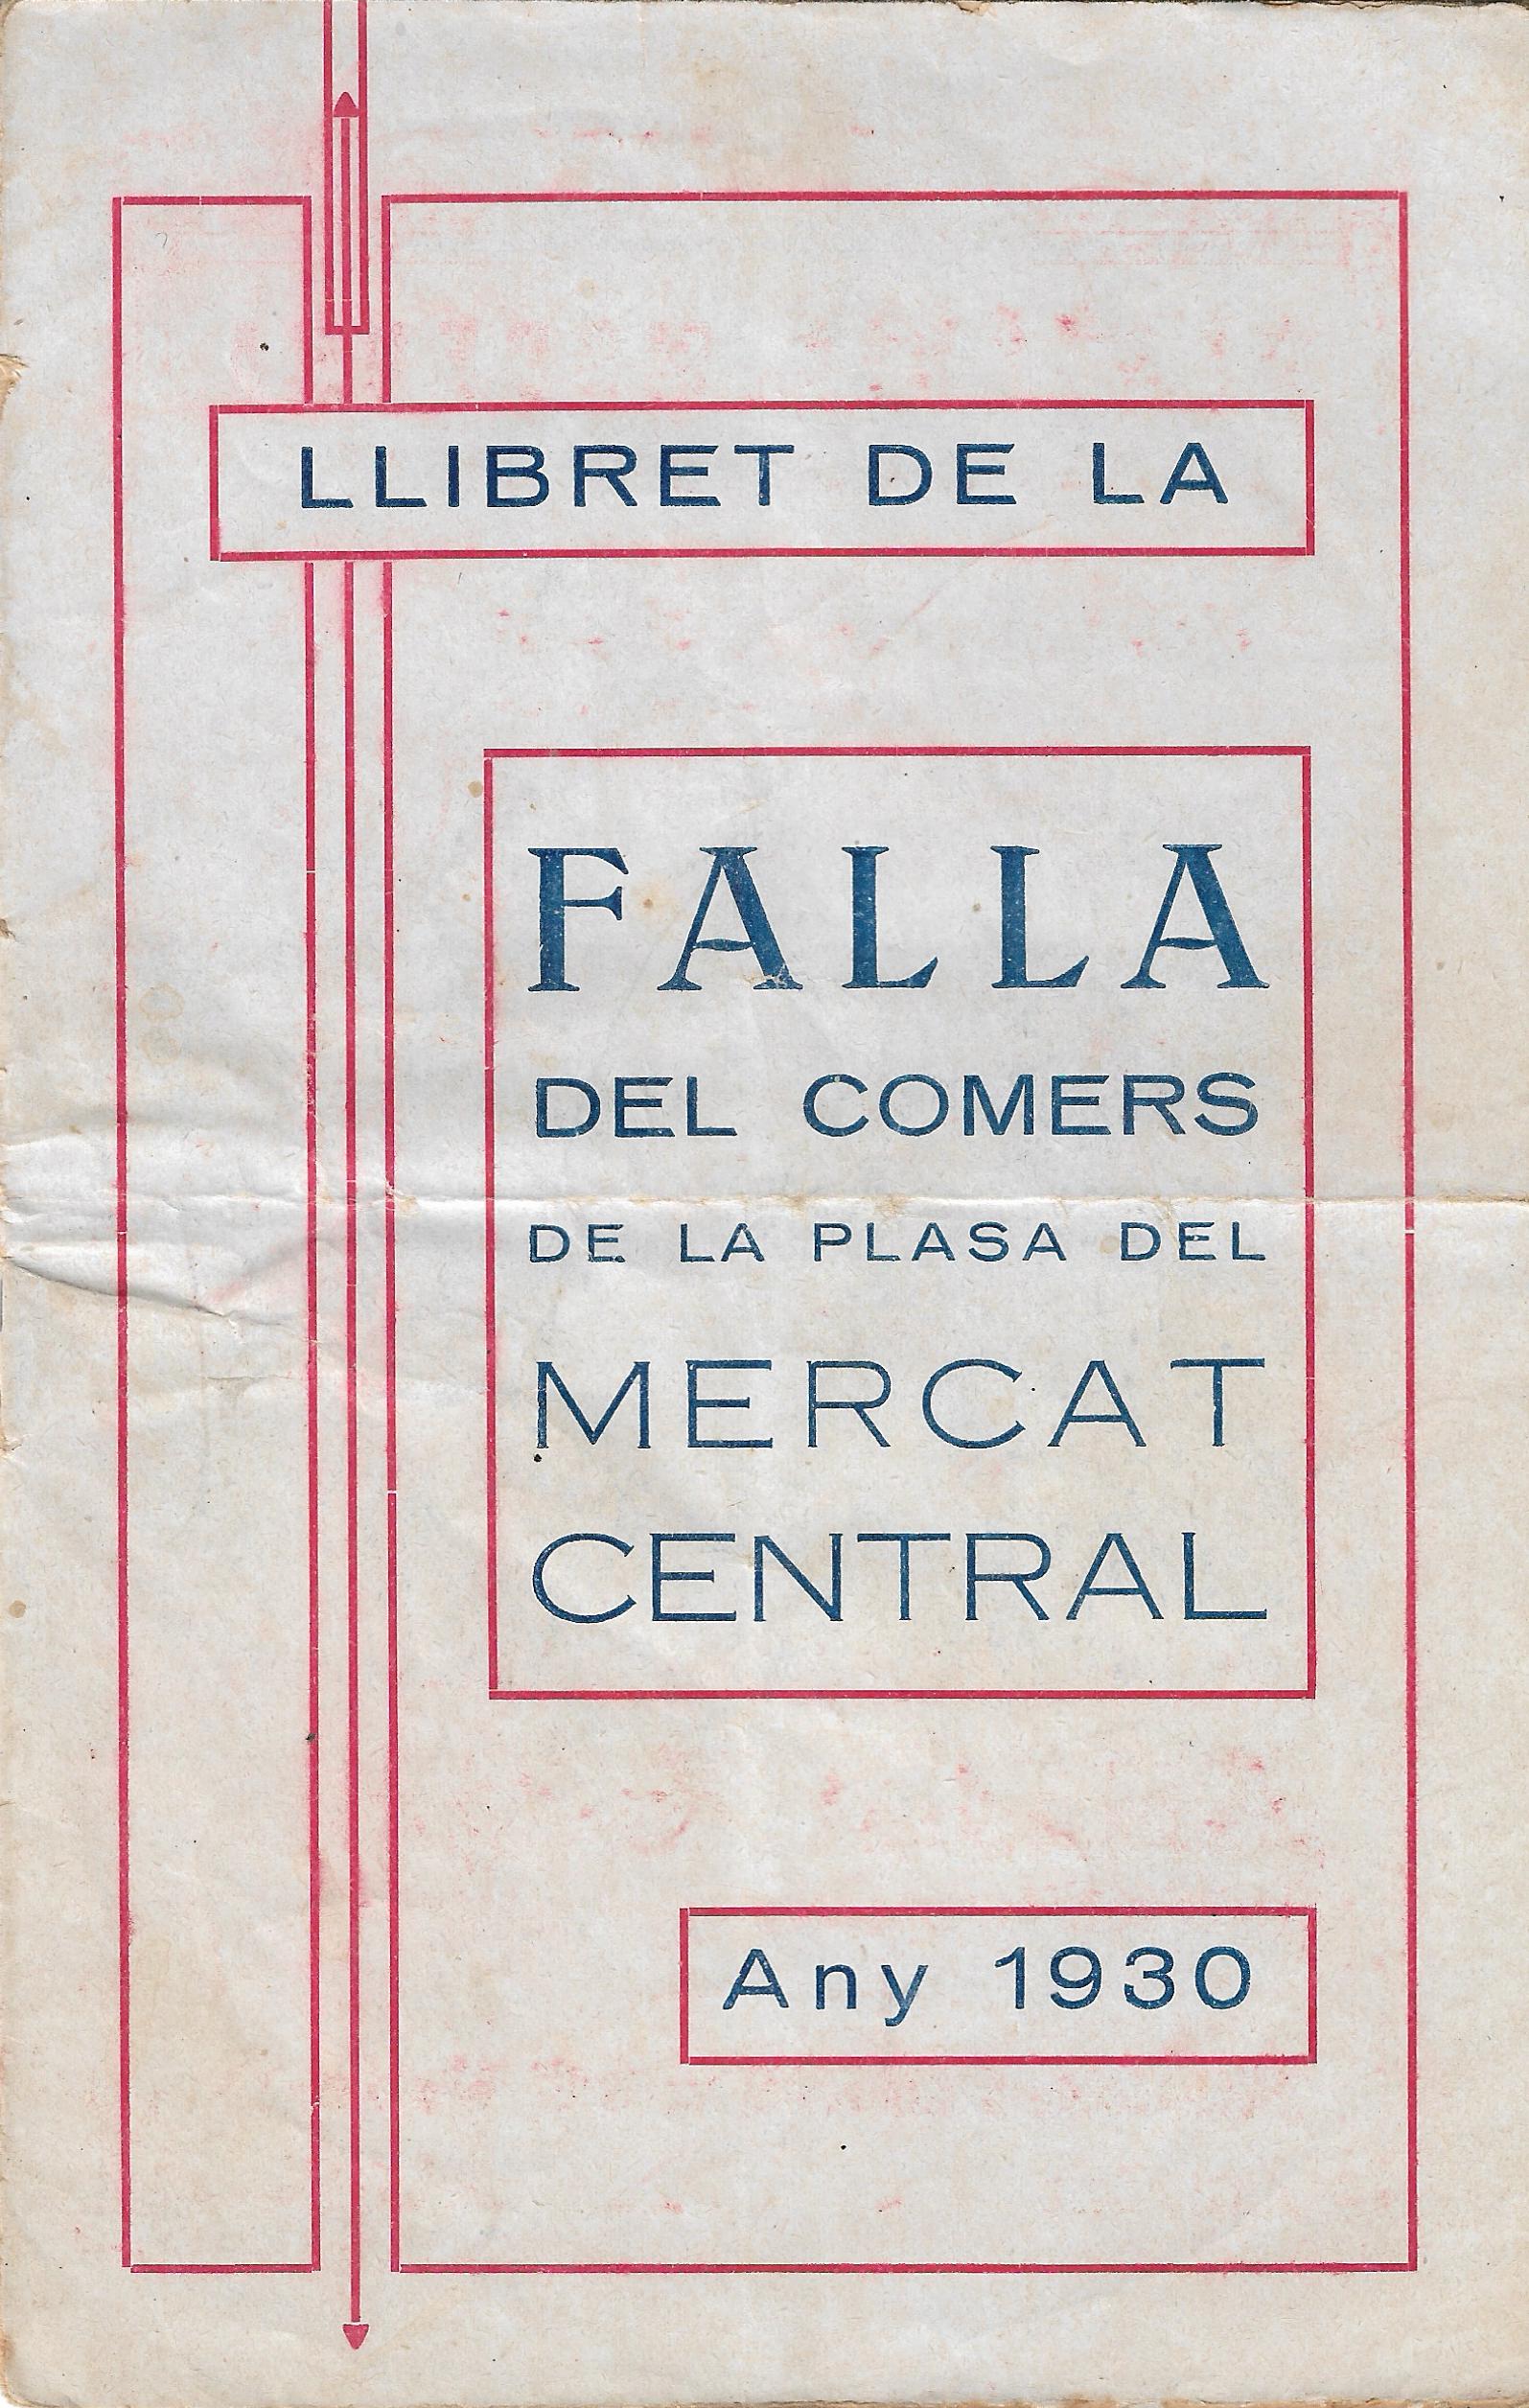 LLIBRET DE LA
FALLA
DEL COMERS
DE LA PLASA DEL
MERCAT
CENTRAL
Any 1930